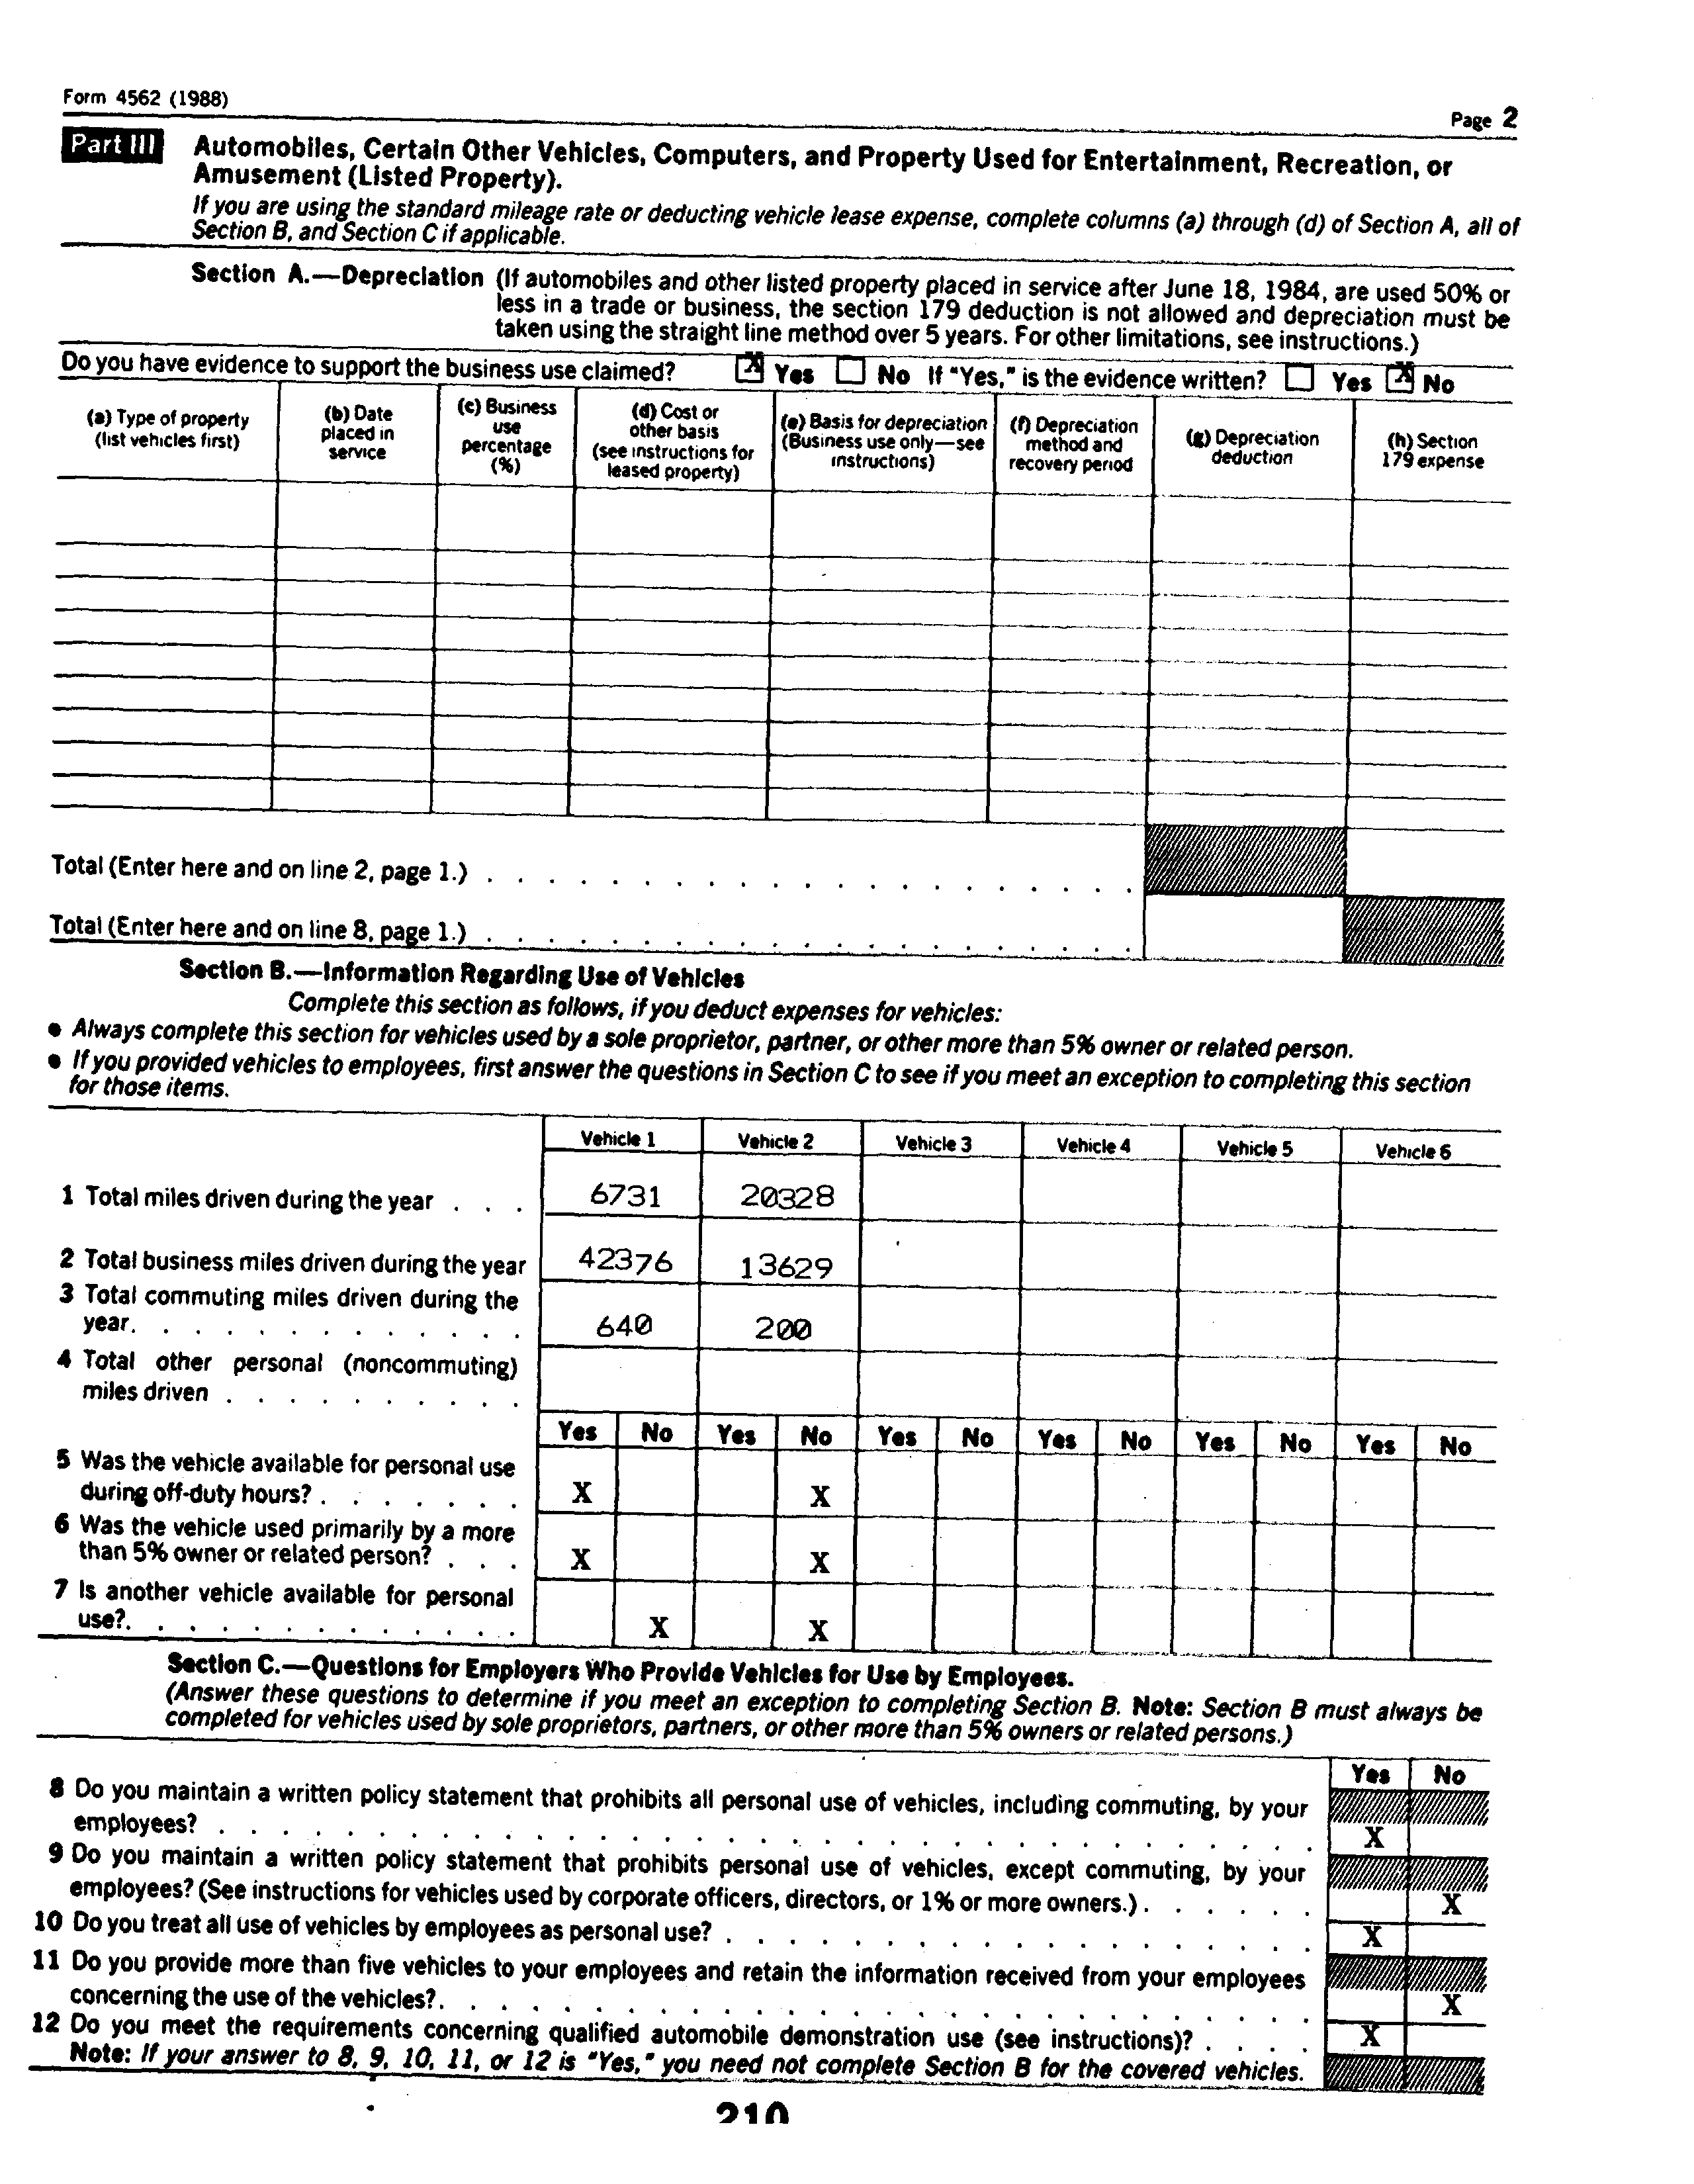 Form 4562 (1988)
Page 2
Part III Automobiles, Certain Other Vehicles, Computers, and Property Used for Entertainment, Recreation, or
Amusement (Listed Property).
If you are using the standard mileage rate or deducting vehicle lease expense, complete columns (a) through (d) of Section A, all of
Section B, and Section C if applicable.
Section A.—Depreciation (If automobiles and other listed property placed in service after June 18, 1984, are used 50% or
less in a trade or business, the section 179 deduction is not allowed and depreciation must be
taken using the straight line method over 5 years. For other limitations, see instructions.)
Do you have evidence to support the business use claimed? X Yes No If "Yes," is the evidence written? Yes X No
(a) Type of property
(list vehicles first)
(b) Date
placed in
service
(c) Business
use
percentage
(%)
(d) Cost or
other basis
(see instructions for
leased property)
(e) Basis for depreciation
(Business use only—see
instructions)
(f) Depreciation
method and
recovery period
(g) Depreciation
deduction
(h) Section
179 expense
Total (Enter here and on line 2, page 1.) . . . . . . . . . . . . . . . . . . . . .
Total (Enter here and on line 8, page 1.) . . . . . . . . . . . . . . . . . . . . .
Section B.—Information Regarding Use of Vehicles
Complete this section as follows, if you deduct expenses for vehicles:
● Always complete this section for vehicles used by a sole proprietor, partner, or other more than 5% owner or related person.
● If you provided vehicles to employees, first answer the questions in Section C to see if you meet an exception to completing this section
for those items.
Vehicle 1 Vehicle 2 Vehicle 3 Vehicle 4 Vehicle 5 Vehicle 6
1 Total miles driven during the year . . . 6731 20328
2 Total business miles driven during the year 42376 13629
3 Total commuting miles driven during the
year. . . . . . . . . . . . . 640 200
4 Total other personal (noncommuting)
miles driven . . . . . . . . . .
Yes No Yes No Yes No Yes No Yes No Yes No
5 Was the vehicle available for personal use
during off-duty hours? . . . . . . . X X
6 Was the vehicle used primarily by a more
than 5% owner or related person? . . . X X
7 Is another vehicle available for personal
use?. . . . . . . . . . . . . X X
Section C.—Questions for Employers Who Provide Vehicles for Use by Employees.
(Answer these questions to determine if you meet an exception to completing Section B. Note: Section B must always be
completed for vehicles used by sole proprietors, partners, or other more than 5% owners or related persons.)
Yes No
8 Do you maintain a written policy statement that prohibits all personal use of vehicles, including commuting, by your
employees? . . . . . . . . . . . . . . . . . . . . . . . . . . . . . . . . . . X
9 Do you maintain a written policy statement that prohibits personal use of vehicles, except commuting, by your
employees? (See instructions for vehicles used by corporate officers, directors, or 1% or more owners.) . . . . . . X
10 Do you treat all use of vehicles by employees as personal use? . . . . . . . . . . . . . . . . . . . X
11 Do you provide more than five vehicles to your employees and retain the information received from your employees
concerning the use of the vehicles?. . . . . . . . . . . . . . . . . . . . . . . . . . . . X
12 Do you meet the requirements concerning qualified automobile demonstration use (see instructions)? . . . . X
Note: If your answer to 8, 9, 10, 11, or 12 is "Yes," you need not complete Section B for the covered vehicles.
210